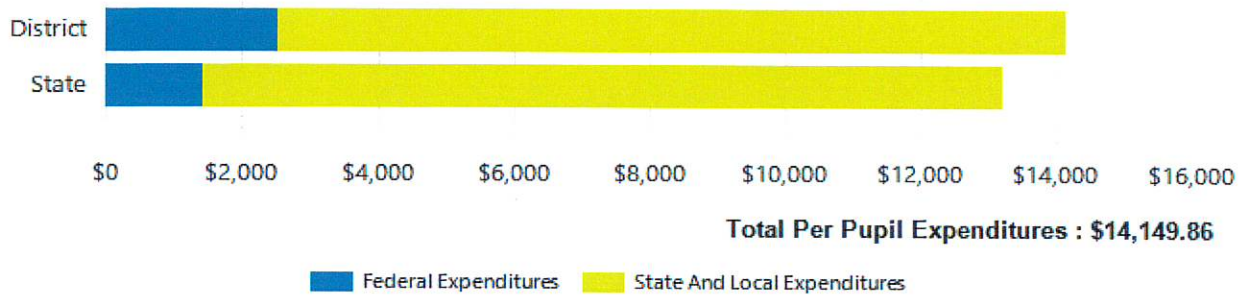 District
State
$0 $2,000 $4,000 $6,000 $8,000 $10,000 $12,000 $14,000 $16,000
Total Per Pupil Expenditures : $14,149.86
Federal Expenditures State And Local Expenditures